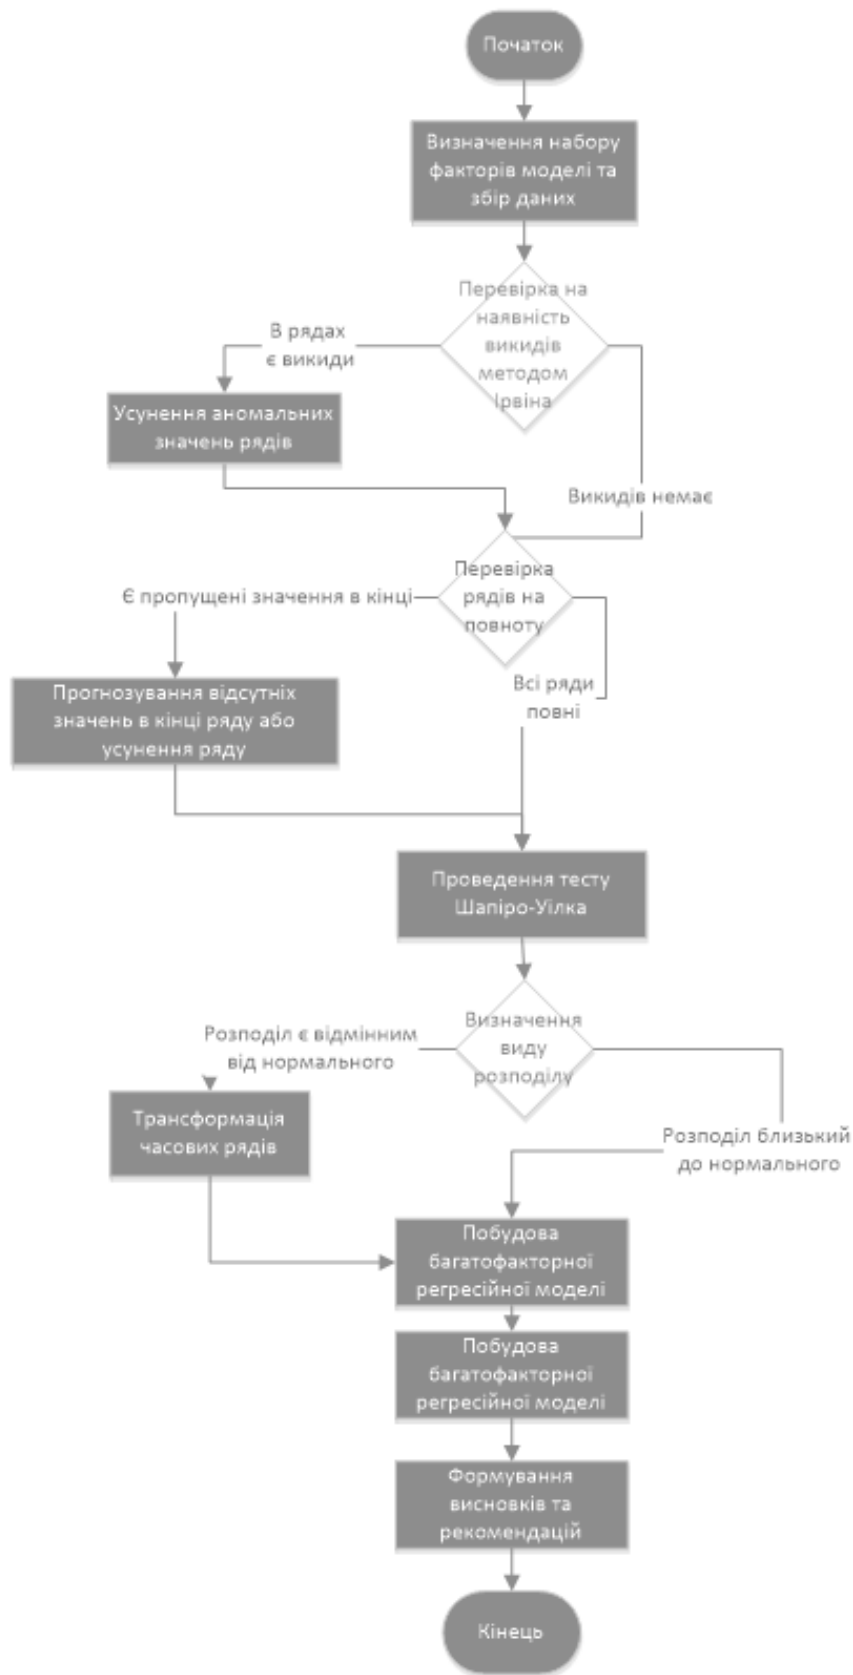 Початок
Визначення набору
факторів моделі та
збір даних
Перевірка на
наявність
викидів
методом
Ірвіна
В рядах
є викиди
Усунення аномальних
значень рядів
Викидів немає
Перевірка
рядів на
повноту
Є пропущені значення в кінці
Всі ряди
повні
Прогнозування відсутніх
значень в кінці ряду або
усунення ряду
Проведення тесту
Шапіро-Уілка
Визначення
виду
розподілу
Розподіл є відмінним
від нормального
Трансформація
часових рядів
Розподіл близький
до нормального
Побудова
багатофакторної
регресійної моделі
Побудова
багатофакторної
регресійної моделі
Формування
висновків та
рекомендацій
Кінець